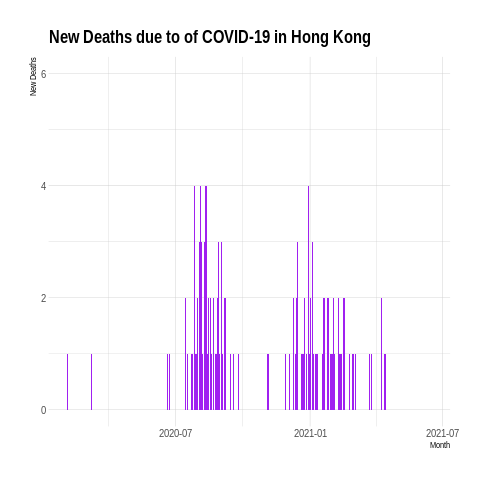 New Deaths due to of COVID-19 in Hong Kong
New Deaths
6
4
2
0
2020-07
2021-01
2021-07
Month